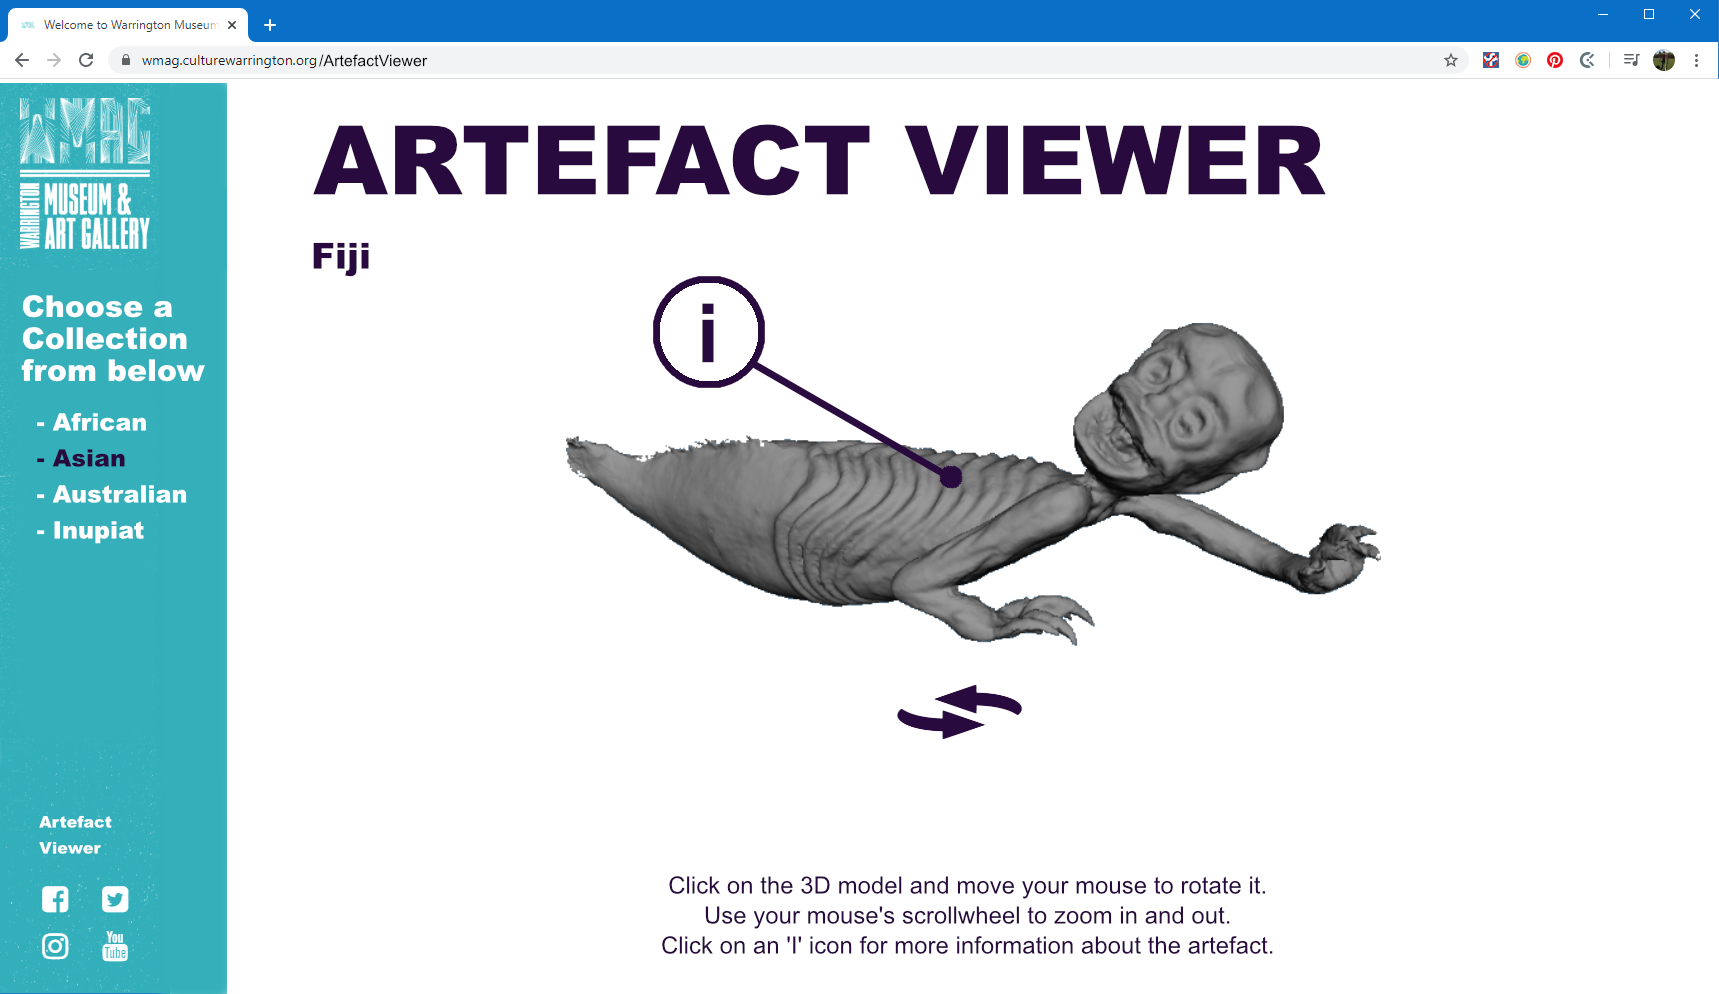 Welcome to Warrington Museum
wmag.culturewarrington.org/ArtefactViewer
WMAG
WARRINGTON
MUSEUM &
ART GALLERY
Choose a
Collection
from below
- African
- Asian
- Australian
- Inupiat
Artefact
Viewer
You
Tube
ARTEFACT VIEWER
Fiji
i
Click on the 3D model and move your mouse to rotate it.
Use your mouse's scrollwheel to zoom in and out.
Click on an 'I' icon for more information about the artefact.